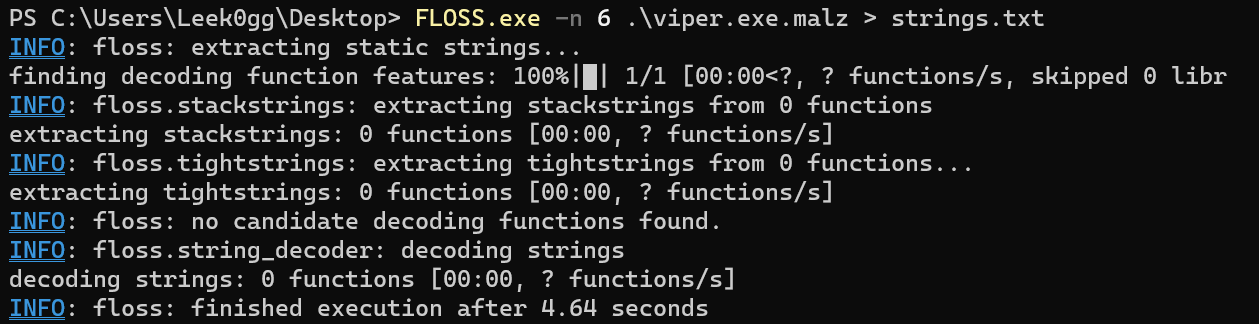 PS C:\Users\Leek0gg\Desktop> FLOSS.exe -n 6 .\viper.exe.malz > strings.txt
INFO: floss: extracting static strings...
finding decoding function features: 100%|█| 1/1 [00:00<?, ? functions/s, skipped 0 libr
INFO: floss.stackstrings: extracting stackstrings from 0 functions
extracting stackstrings: 0 functions [00:00, ? functions/s]
INFO: floss.tightstrings: extracting tightstrings from 0 functions...
extracting tightstrings: 0 functions [00:00, ? functions/s]
INFO: floss: no candidate decoding functions found.
INFO: floss.string_decoder: decoding strings
decoding strings: 0 functions [00:00, ? functions/s]
INFO: floss: finished execution after 4.64 seconds